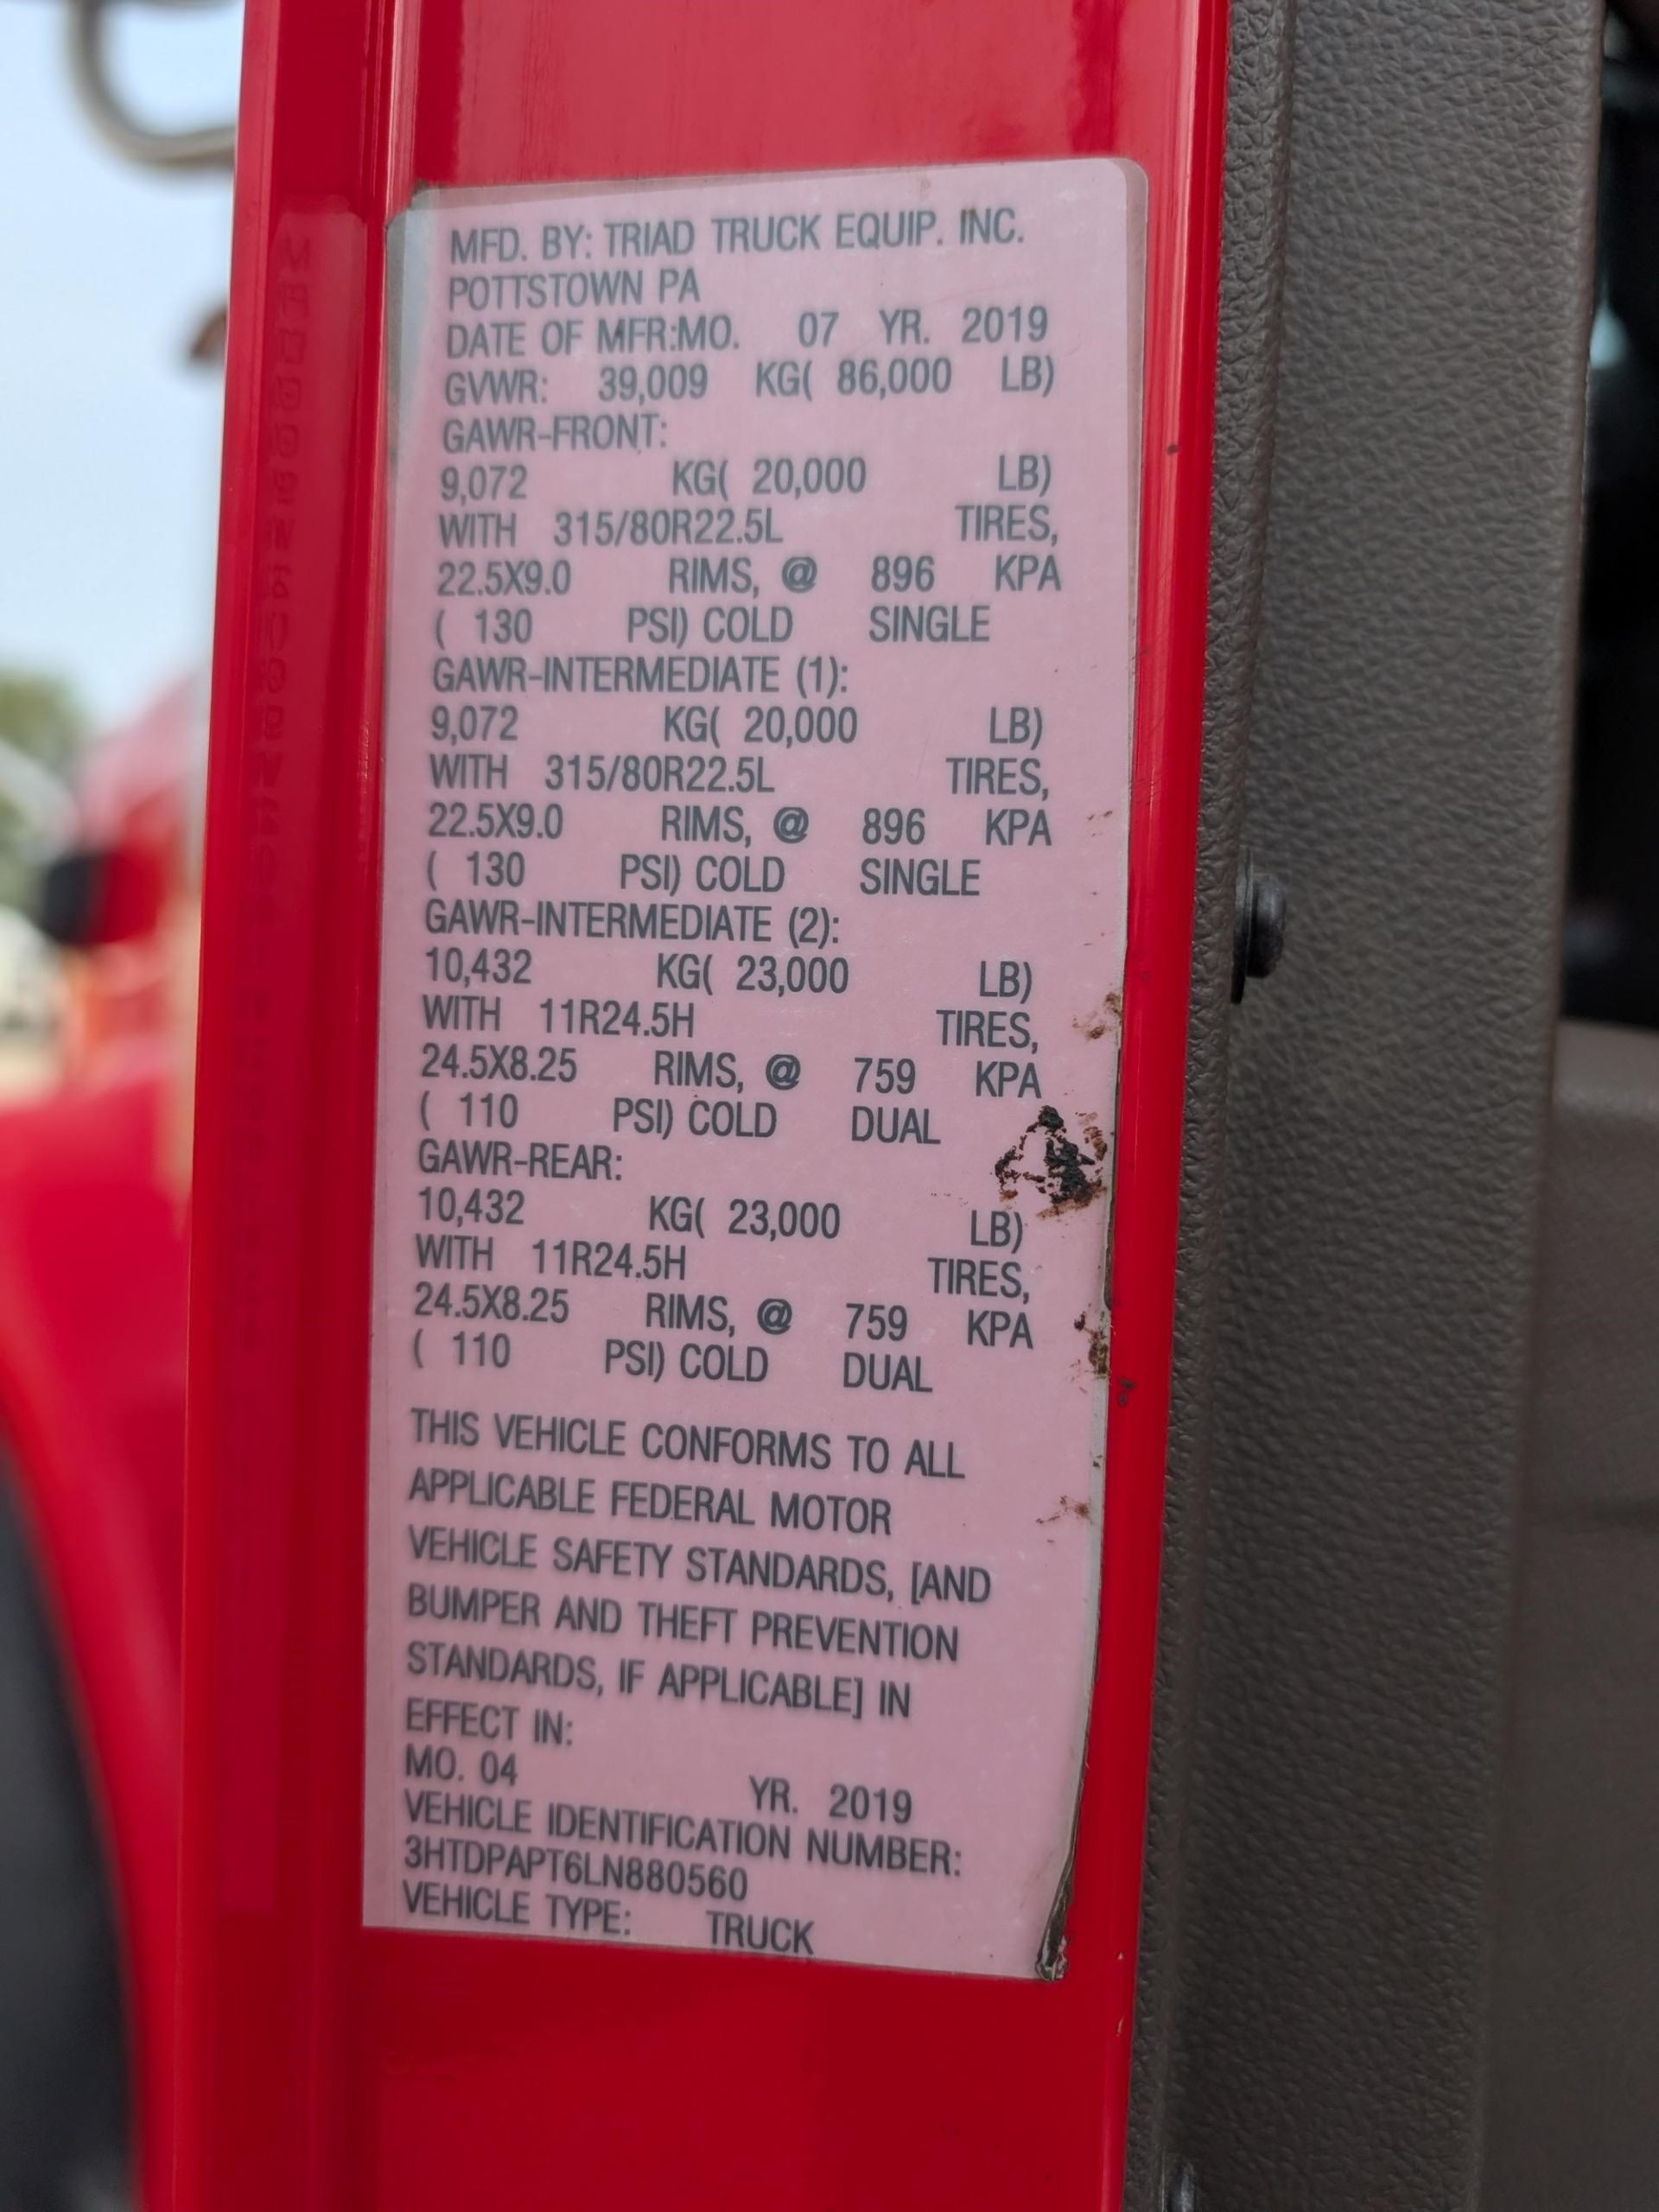 MFD. BY: TRIAD TRUCK EQUIP. INC.
POTTSTOWN PA
DATE OF MFR:MO. 07 YR. 2019
GVWR: 39,009 KG( 86,000 LB)
GAWR-FRONT:
9,072 KG( 20,000 LB)
WITH 315/80R22.5L TIRES,
22.5X9.0 RIMS, @ 896 KPA
( 130 PSI) COLD SINGLE
GAWR-INTERMEDIATE (1):
9,072 KG( 20,000 LB)
WITH 315/80R22.5L TIRES,
22.5X9.0 RIMS, @ 896 KPA
( 130 PSI) COLD SINGLE
GAWR-INTERMEDIATE (2):
10,432 KG( 23,000 LB)
WITH 11R24.5H TIRES,
24.5X8.25 RIMS, @ 759 KPA
( 110 PSI) COLD DUAL
GAWR-REAR:
10,432 KG( 23,000 LB)
WITH 11R24.5H TIRES,
24.5X8.25 RIMS, @ 759 KPA
( 110 PSI) COLD DUAL
THIS VEHICLE CONFORMS TO ALL
APPLICABLE FEDERAL MOTOR
VEHICLE SAFETY STANDARDS, [AND
BUMPER AND THEFT PREVENTION
STANDARDS, IF APPLICABLE] IN
EFFECT IN:
MO. 04 YR. 2019
VEHICLE IDENTIFICATION NUMBER:
3HTDPAPT6LN880560
VEHICLE TYPE: TRUCK